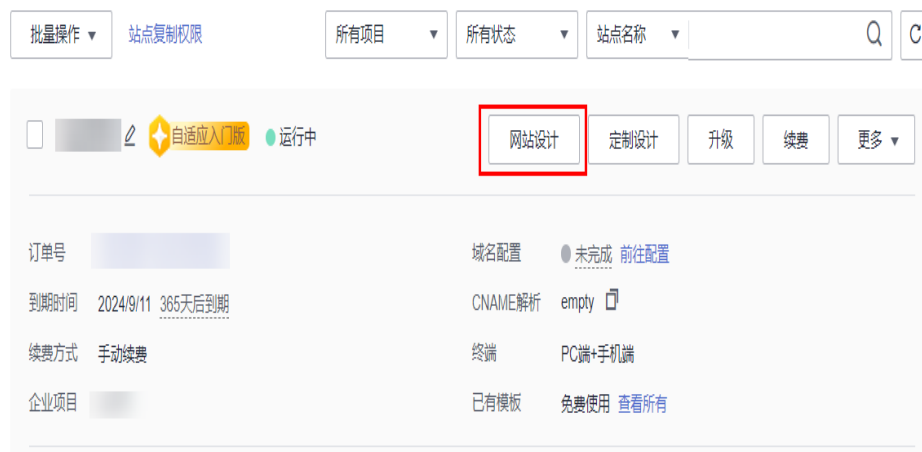 批量操作 站点复制权限 所有项目 所有状态 站点名称
自适应入门版 运行中 网站设计 定制设计 升级 续费 更多
订单号 域名配置 未完成 前往配置
到期时间 2024/9/11 365天后到期 CNAME解析 empty
续费方式 手动续费 终端 PC端+手机端
企业项目 已有模板 免费使用 查看所有